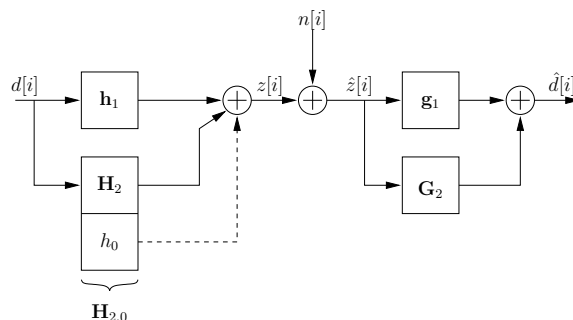 n[i]
d[i] h₁ z[i] ẑ[i] g₁ d̂[i]
H₂ G₂
h₀
H₂,₀